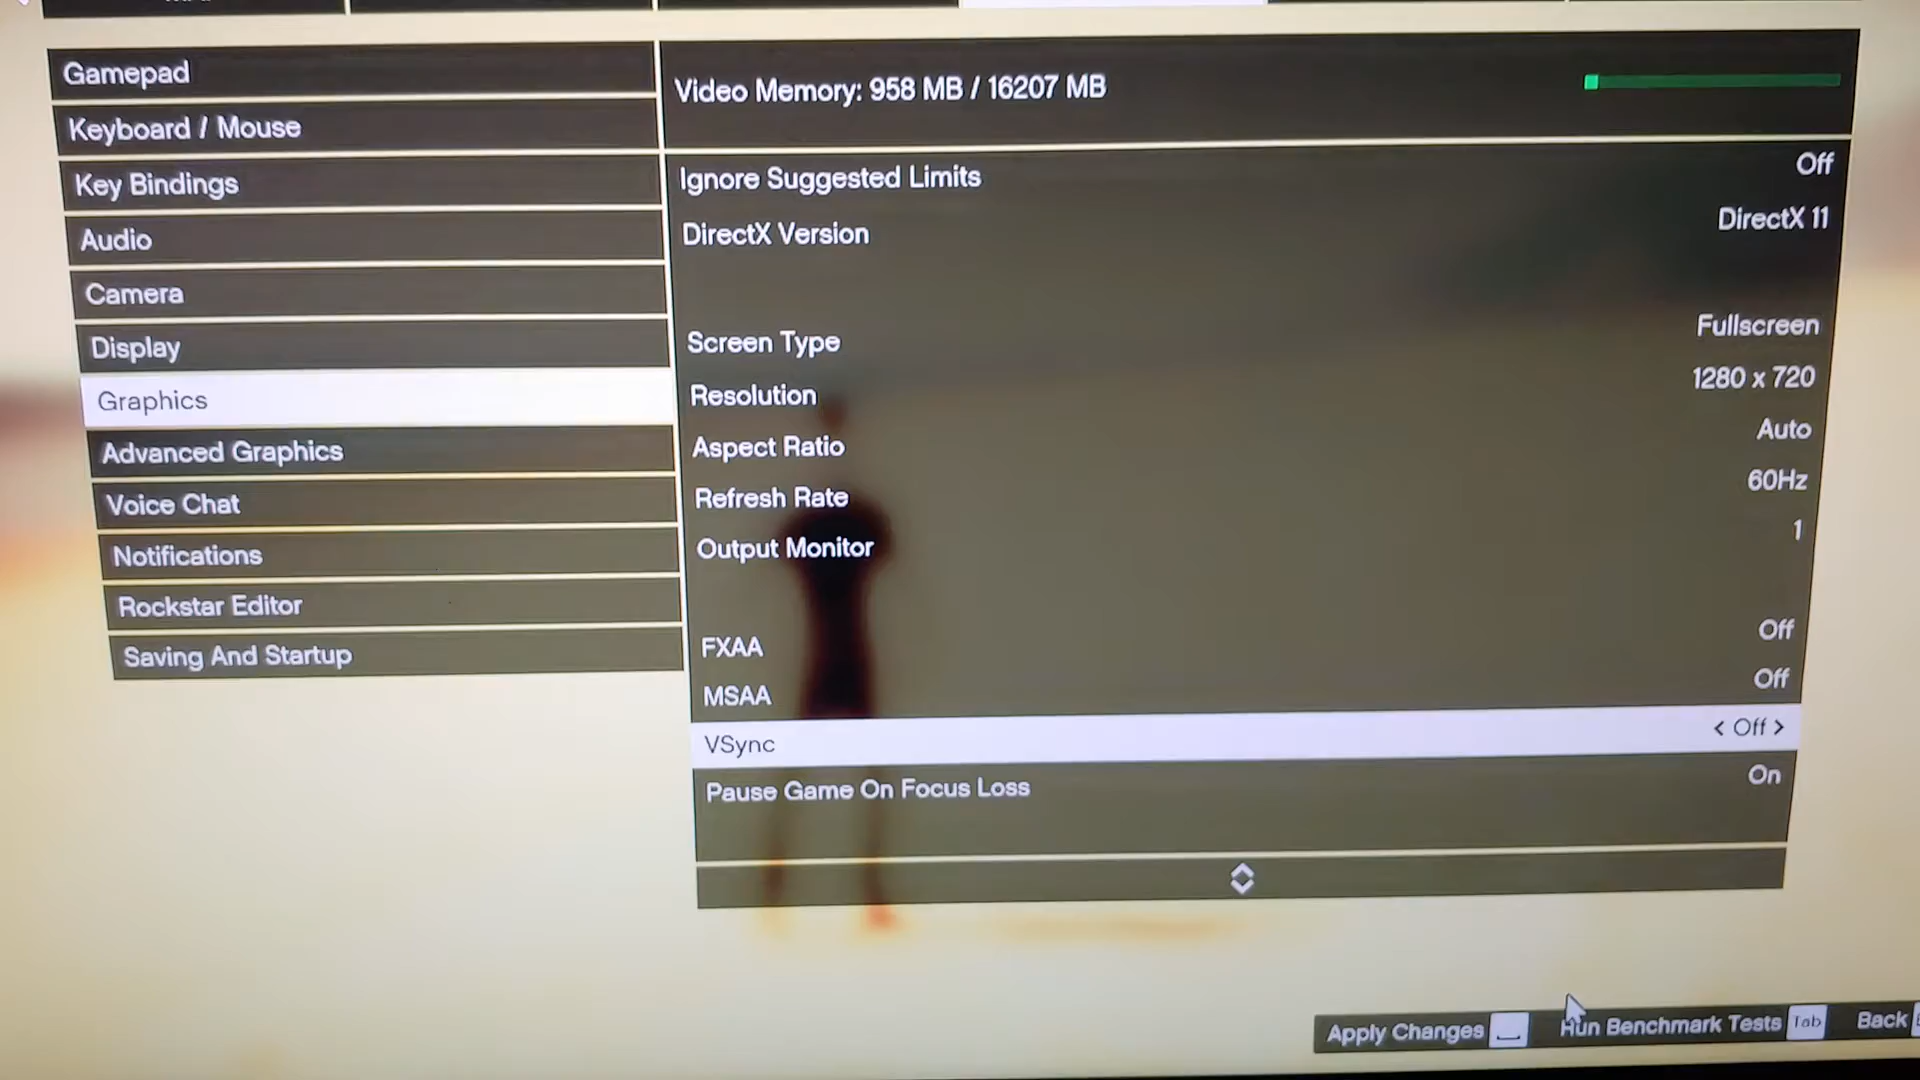 Gamepad
Keyboard / Mouse
Key Bindings
Audio
Camera
Display
Graphics
Advanced Graphics
Voice Chat
Notifications
Rockstar Editor
Saving And Startup
Video Memory: 958 MB / 16207 MB
Ignore Suggested Limits Off
DirectX Version DirectX 11
Screen Type Fullscreen
Resolution 1280 x 720
Aspect Ratio Auto
Refresh Rate 60Hz
Output Monitor 1
FXAA Off
MSAA Off
VSync < Off >
Pause Game On Focus Loss On
Apply Changes Run Benchmark Tests Tab Back